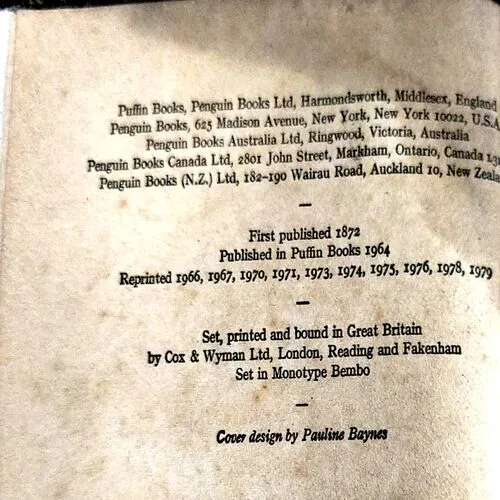 Puffin Books, Penguin Books Ltd, Harmondsworth, Middlesex, England
Penguin Books, 625 Madison Avenue, New York, New York 10022, U.S.A
Penguin Books Australia Ltd, Ringwood, Victoria, Australia
Penguin Books Canada Ltd, 2801 John Street, Markham, Ontario, Canada
Penguin Books (N.Z.) Ltd, 182–190 Wairau Road, Auckland 10, New Zeala
First published 1872
Published in Puffin Books 1964
Reprinted 1966, 1967, 1970, 1971, 1973, 1974, 1975, 1976, 1978, 1979
Set, printed and bound in Great Britain
by Cox & Wyman Ltd, London, Reading and Fakenham
Set in Monotype Bembo
Cover design by Pauline Baynes